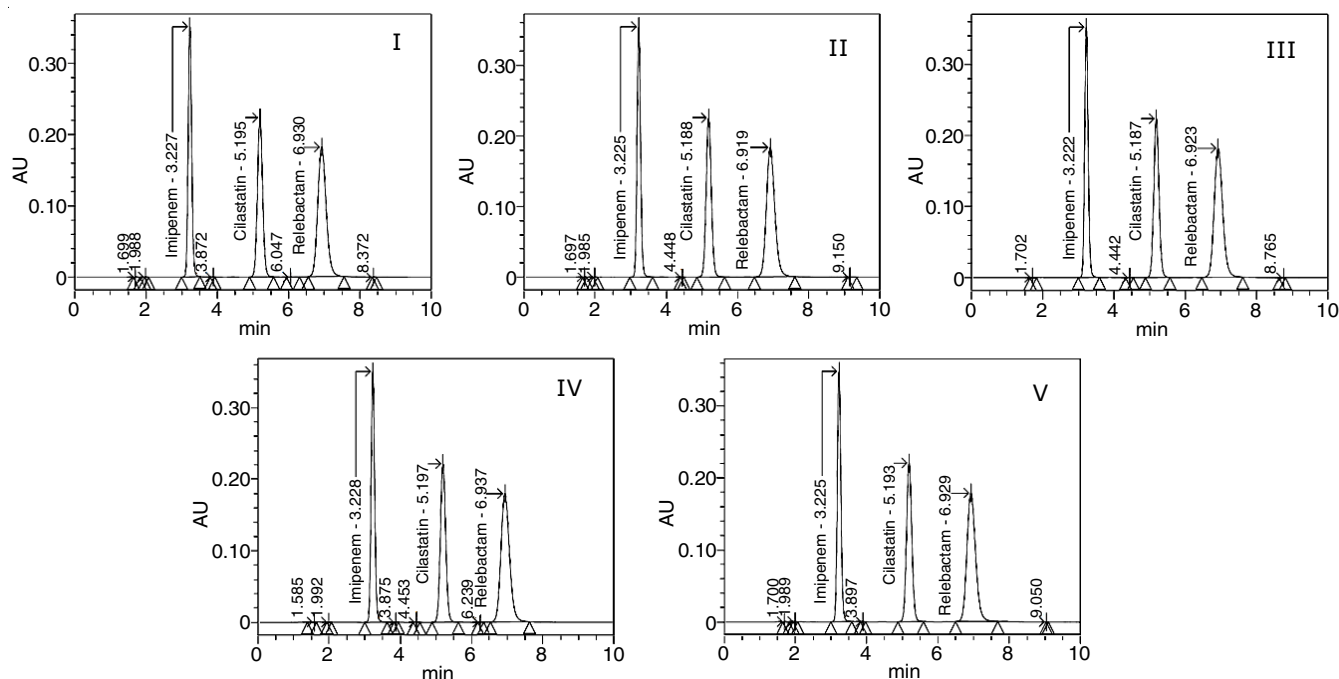 I
AU
0.30
0.20
0.10
0
1.699
1.988
Imipenem - 3.227
3.872
Cilastatin - 5.195
6.047
Relebactam - 6.930
8.372
0 2 4 6 8 10
min
II
AU
0.30
0.20
0.10
0
1.697
1.985
Imipenem - 3.225
4.448
Cilastatin - 5.188
Relebactam - 6.919
9.150
0 2 4 6 8 10
min
III
AU
0.30
0.20
0.10
0
1.702
Imipenem - 3.222
4.442
Cilastatin - 5.187
Relebactam - 6.923
8.765
0 2 4 6 8 10
min
IV
AU
0.30
0.20
0.10
0
1.585
1.992
Imipenem - 3.228
3.875
4.453
Cilastatin - 5.197
6.239
Relebactam - 6.937
0 2 4 6 8 10
min
V
AU
0.30
0.20
0.10
0
1.700
1.989
Imipenem - 3.225
3.897
Cilastatin - 5.193
Relebactam - 6.929
9.050
0 2 4 6 8 10
min